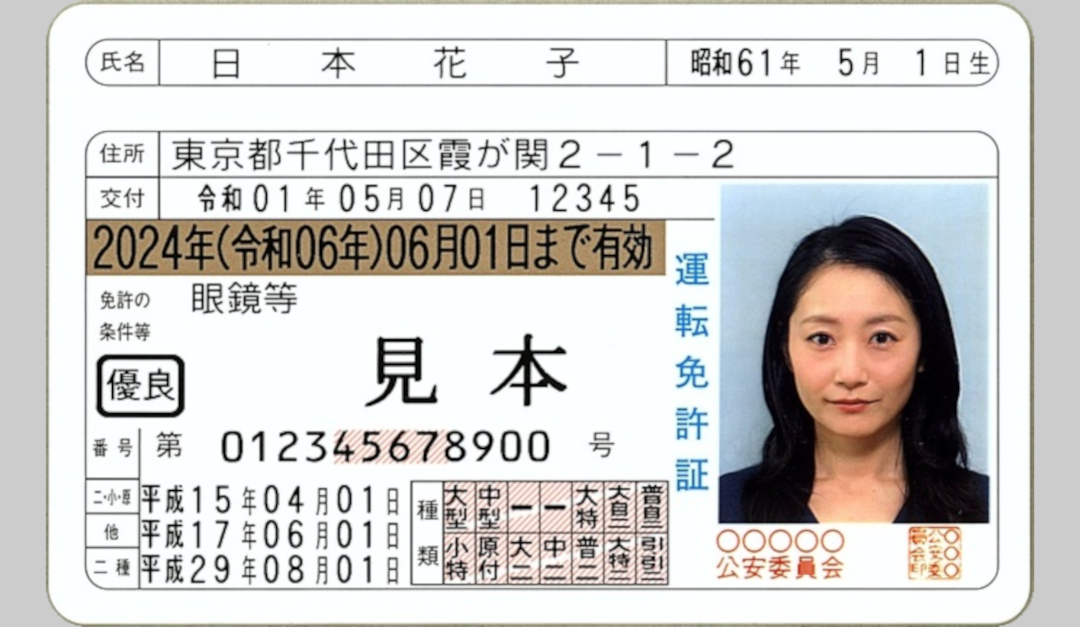 氏名 日本花子 昭和61年 5月 1日生
住所 東京都千代田区霞が関2-1-2
交付 令和01年05月07日 12345
2024年(令和06年)06月01日まで有効
免許の
条件等
眼鏡等
見本
優良
番号 第 012345678900 号
二・小・原 平成15年04月01日
他 平成17年06月01日
二種 平成29年08月01日
種類
大型 中型 ー ー 大特 大自二 普自二
小特 原付 大二 中二 普二 大特二 引引二
運転免許証
○○○○○
公安委員会